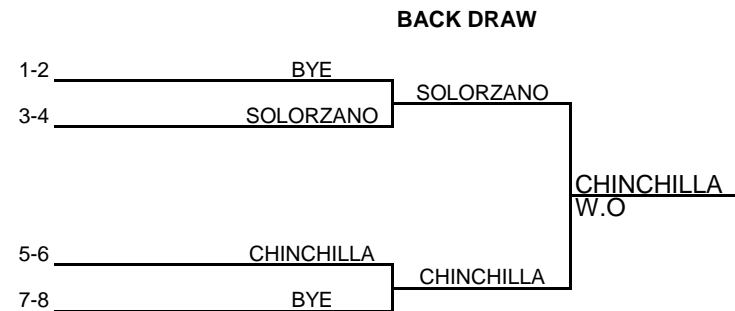 BACK DRAW
1-2 BYE
SOLORZANO
3-4 SOLORZANO
CHINCHILLA
W.O
5-6 CHINCHILLA
CHINCHILLA
7-8 BYE